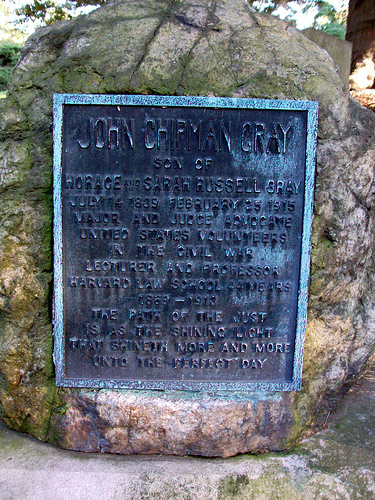 JOHN CHIPMAN GRAY
SON OF
HORACE AND SARAH RUSSELL GRAY
JULY 14 1839 FEBRUARY 25 1915
MAJOR AND JUDGE ADVOCATE
UNITED STATES VOLUNTEERS
IN THE CIVIL WAR
LECTURER AND PROFESSOR
HARVARD LAW SCHOOL 44 YEARS
1869-1913
THE PATH OF THE JUST
IS AS THE SHINING LIGHT
THAT SHINETH MORE AND MORE
UNTO THE PERFECT DAY